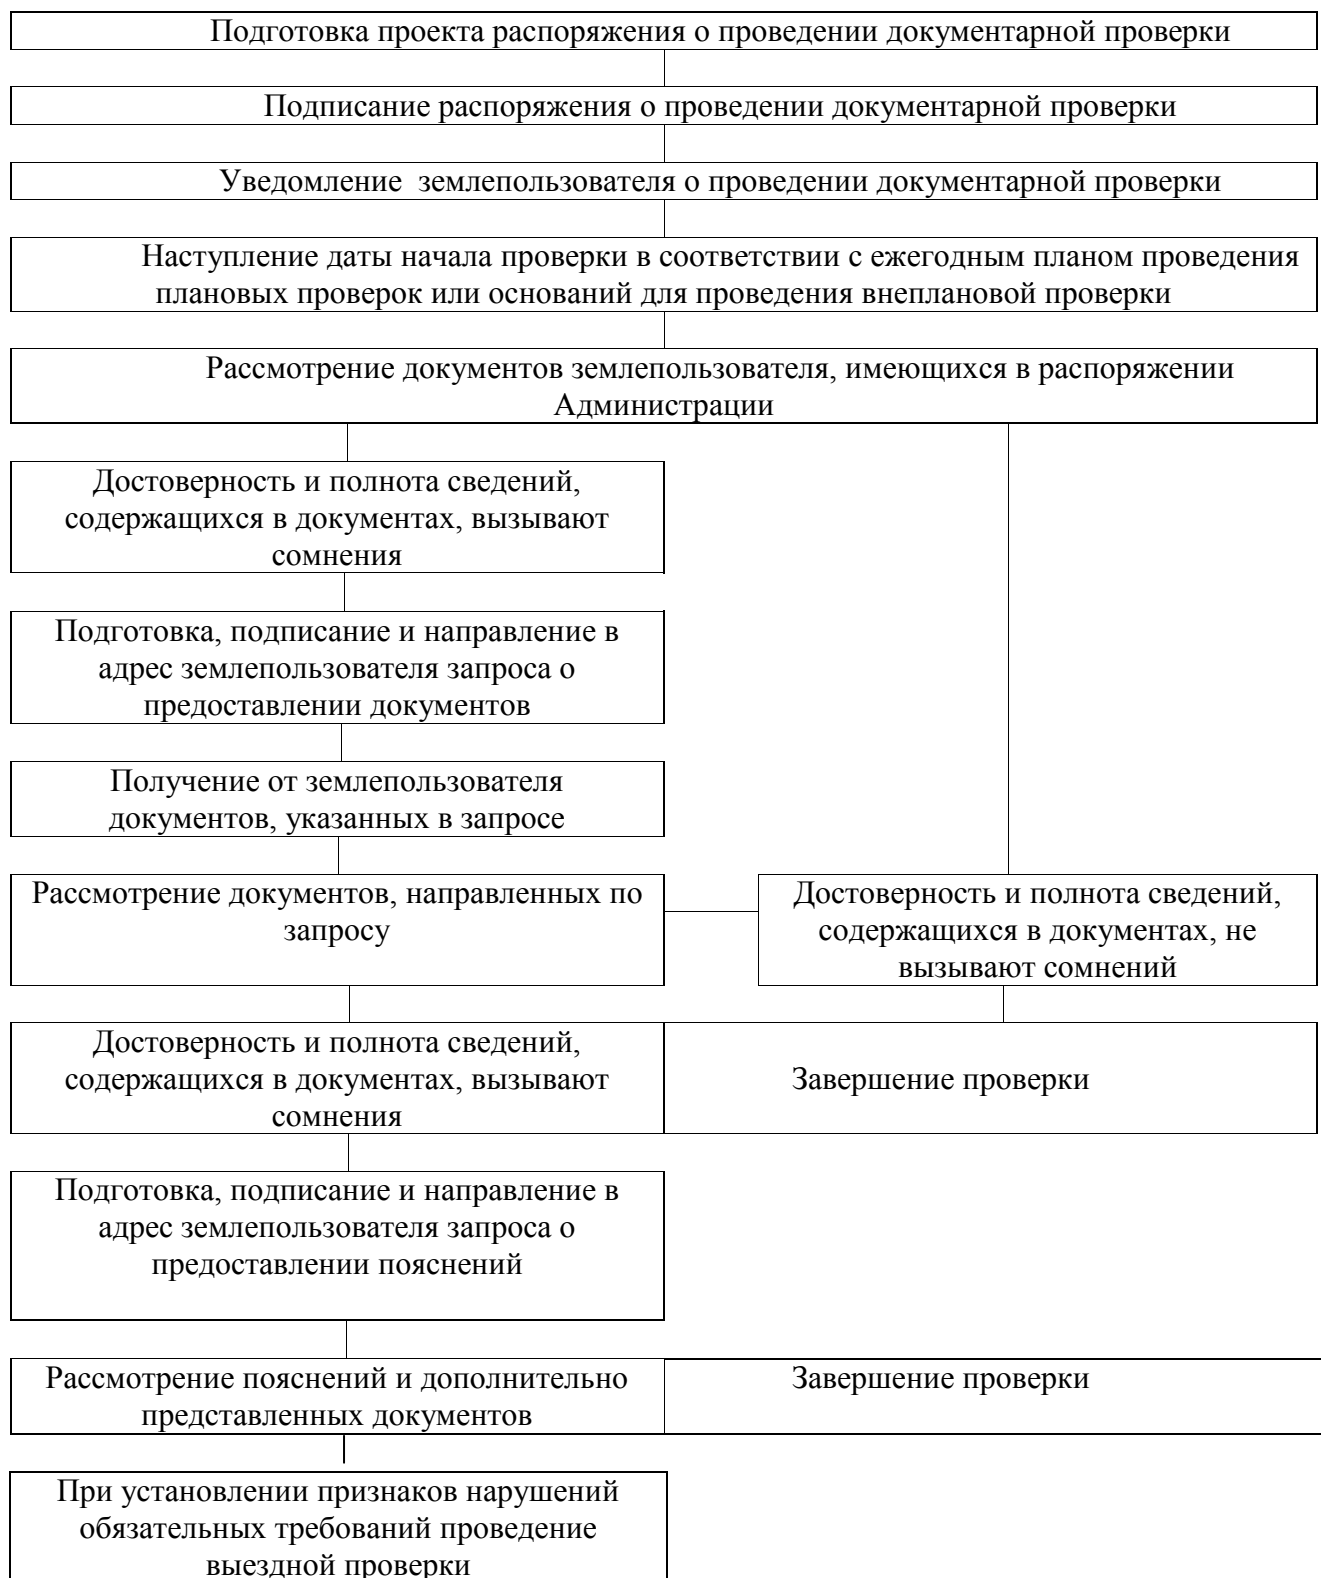 Подготовка проекта распоряжения о проведении документарной проверки
Подписание распоряжения о проведении документарной проверки
Уведомление землепользователя о проведении документарной проверки
Наступление даты начала проверки в соответствии с ежегодным планом проведения
плановых проверок или оснований для проведения внеплановой проверки
Рассмотрение документов землепользователя, имеющихся в распоряжении
Администрации
Достоверность и полнота сведений,
содержащихся в документах, вызывают
сомнения
Подготовка, подписание и направление в
адрес землепользователя запроса о
предоставлении документов
Получение от землепользователя
документов, указанных в запросе
Рассмотрение документов, направленных по
запросу
Достоверность и полнота сведений,
содержащихся в документах, не
вызывают сомнений
Достоверность и полнота сведений,
содержащихся в документах, вызывают
сомнения
Завершение проверки
Подготовка, подписание и направление в
адрес землепользователя запроса о
предоставлении пояснений
Рассмотрение пояснений и дополнительно
представленных документов
Завершение проверки
При установлении признаков нарушений
обязательных требований проведение
выездной проверки